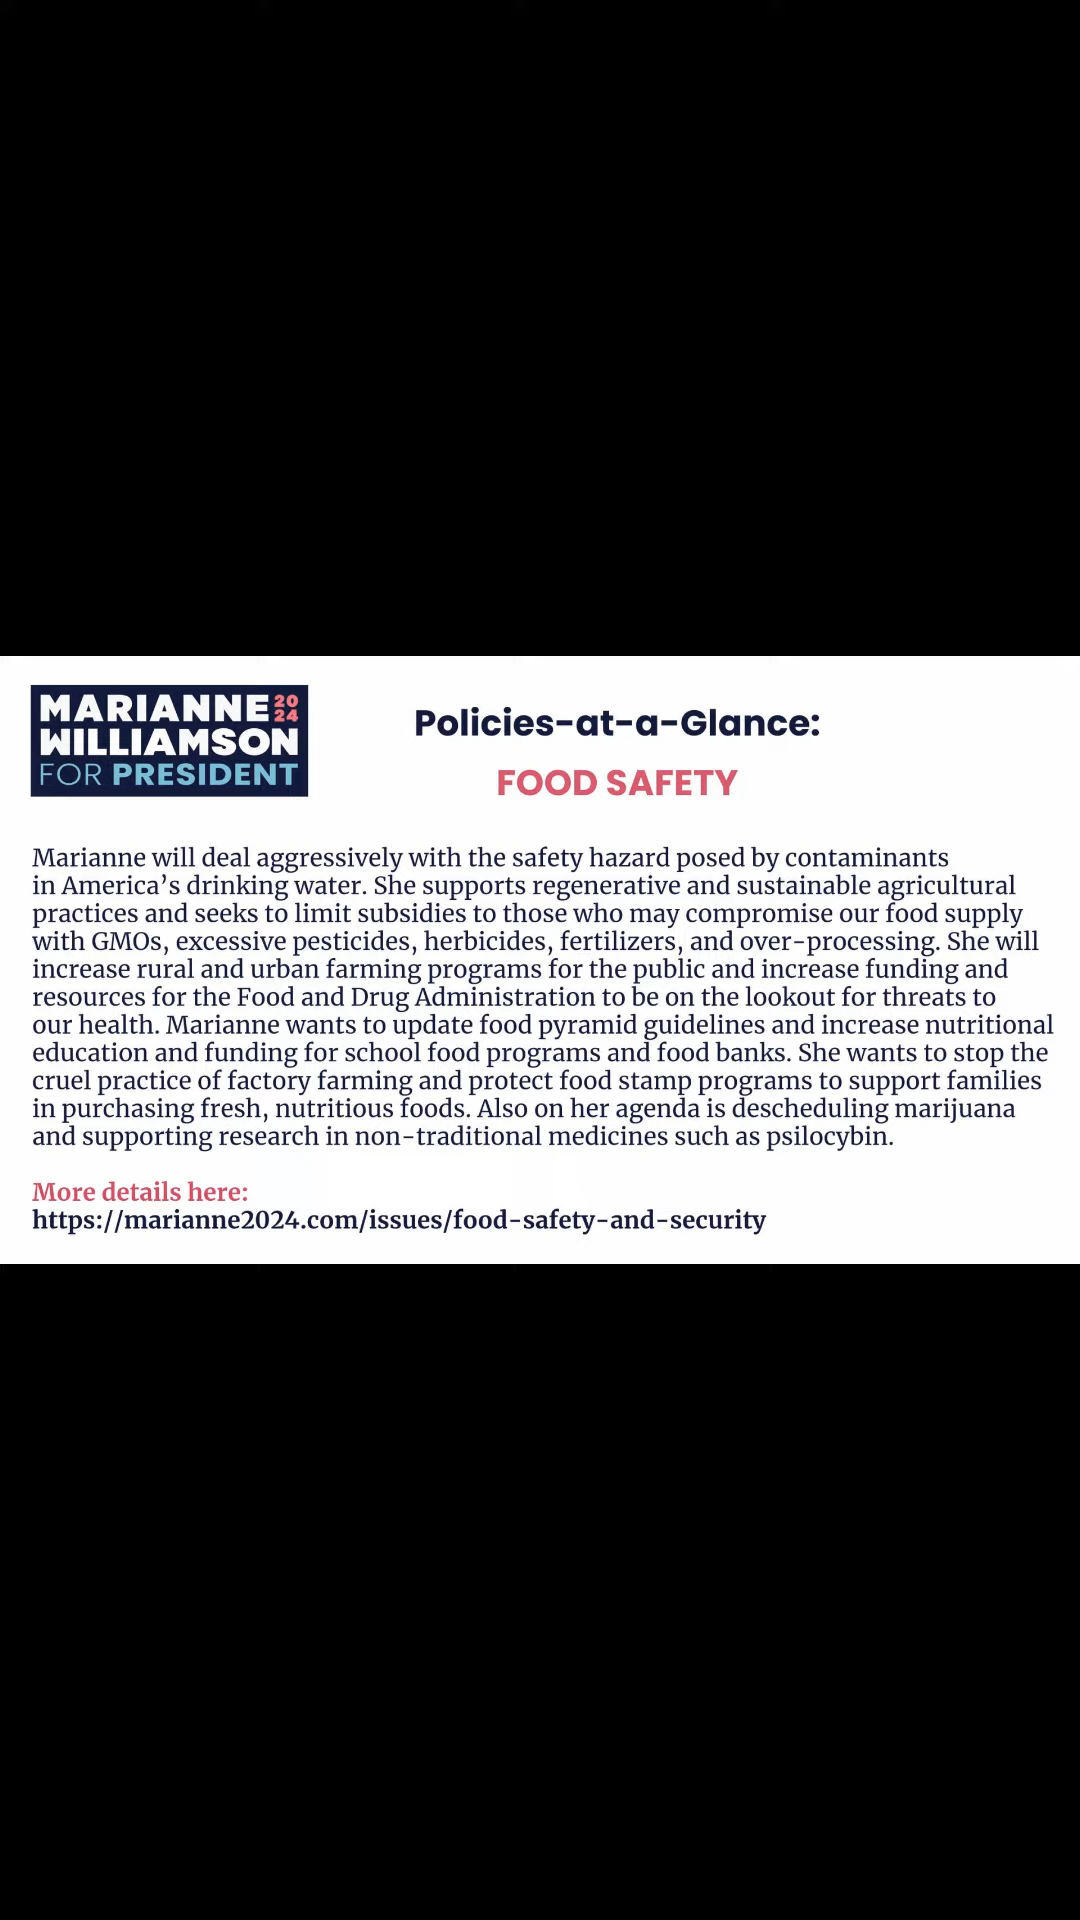 MARIANNE 2024
WILLIAMSON
FOR PRESIDENT
Policies-at-a-Glance:
FOOD SAFETY
Marianne will deal aggressively with the safety hazard posed by contaminants
in America’s drinking water. She supports regenerative and sustainable agricultural
practices and seeks to limit subsidies to those who may compromise our food supply
with GMOs, excessive pesticides, herbicides, fertilizers, and over-processing. She will
increase rural and urban farming programs for the public and increase funding and
resources for the Food and Drug Administration to be on the lookout for threats to
our health. Marianne wants to update food pyramid guidelines and increase nutritional
education and funding for school food programs and food banks. She wants to stop the
cruel practice of factory farming and protect food stamp programs to support families
in purchasing fresh, nutritious foods. Also on her agenda is descheduling marijuana
and supporting research in non-traditional medicines such as psilocybin.
More details here:
https://marianne2024.com/issues/food-safety-and-security